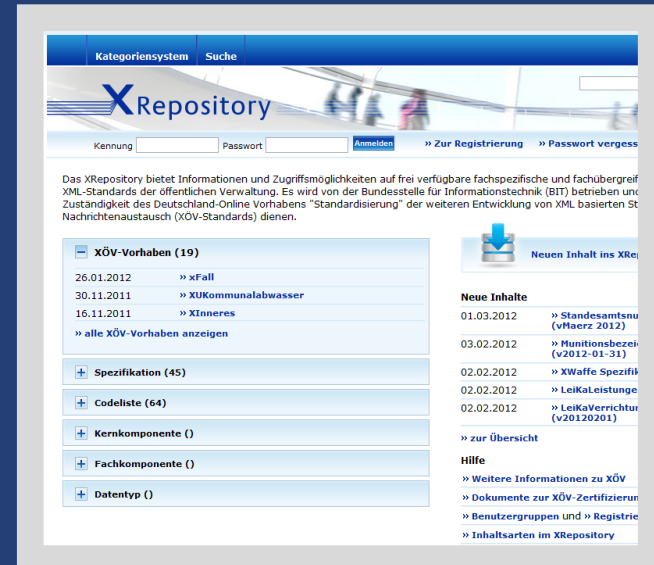 Kategoriensystem Suche
XRepository
Kennung Passwort Anmelden » Zur Registrierung » Passwort vergess
Das XRepository bietet Informationen und Zugriffsmöglichkeiten auf frei verfügbare fachspezifische und fachübergreif
XML-Standards der öffentlichen Verwaltung. Es wird von der Bundesstelle für Informationstechnik (BIT) betrieben und
Zuständigkeit des Deutschland-Online Vorhabens "Standardisierung" der weiteren Entwicklung von XML basierten St
Nachrichtenaustausch (XÖV-Standards) dienen.
XÖV-Vorhaben (19)
26.01.2012 » xFall
30.11.2011 » XUKommunalabwasser
16.11.2011 » XInneres
» alle XÖV-Vorhaben anzeigen
Spezifikation (45)
Codeliste (64)
Kernkomponente ()
Fachkomponente ()
Datentyp ()
Neuen Inhalt ins XRep
Neue Inhalte
01.03.2012 » Standesamtsnu
(vMaerz 2012)
03.02.2012 » Munitionsbezei
(v2012-01-31)
02.02.2012 » XWaffe Spezifik
02.02.2012 » LeiKaLeistunge
02.02.2012 » LeiKaVerrichtun
(v20120201)
» zur Übersicht
Hilfe
» Weitere Informationen zu XÖV
» Dokumente zur XÖV-Zertifizierun
» Benutzergruppen und » Registrie
» Inhaltsarten im XRepository